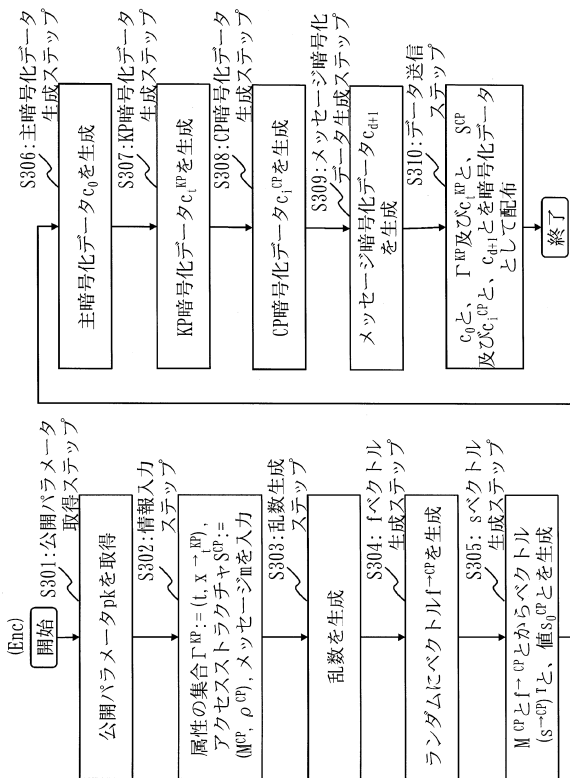 (Enc)
開始
S301:公開パラメータ
取得ステップ
公開パラメータpkを取得
S302:情報入力
ステップ
属性の集合Γ^KP:=(t, x→_t^KP),
アクセスストラクチャS^CP:=
(M^CP, ρ^CP), メッセージmを入力
S303:乱数生成
ステップ
乱数を生成
S304: fベクトル
生成ステップ
ランダムにベクトルf→^CPを生成
S305: sベクトル
生成ステップ
M^CPとf→^CPとからベクトル
(s→^CP)^Tと、値s_0^CPとを生成
S306:主暗号化データ
生成ステップ
主暗号化データc_0を生成
S307:KP暗号化データ
生成ステップ
KP暗号化データc_t^KPを生成
S308:CP暗号化データ
生成ステップ
CP暗号化データc_i^CPを生成
S309:メッセージ暗号化
データ生成ステップ
メッセージ暗号化データc_d+1
を生成
S310:データ送信
ステップ
c_0と、Γ^KP及びc_t^KPと、S^CP
及びc_i^CPと、c_d+1とを暗号化データ
として配布
終了